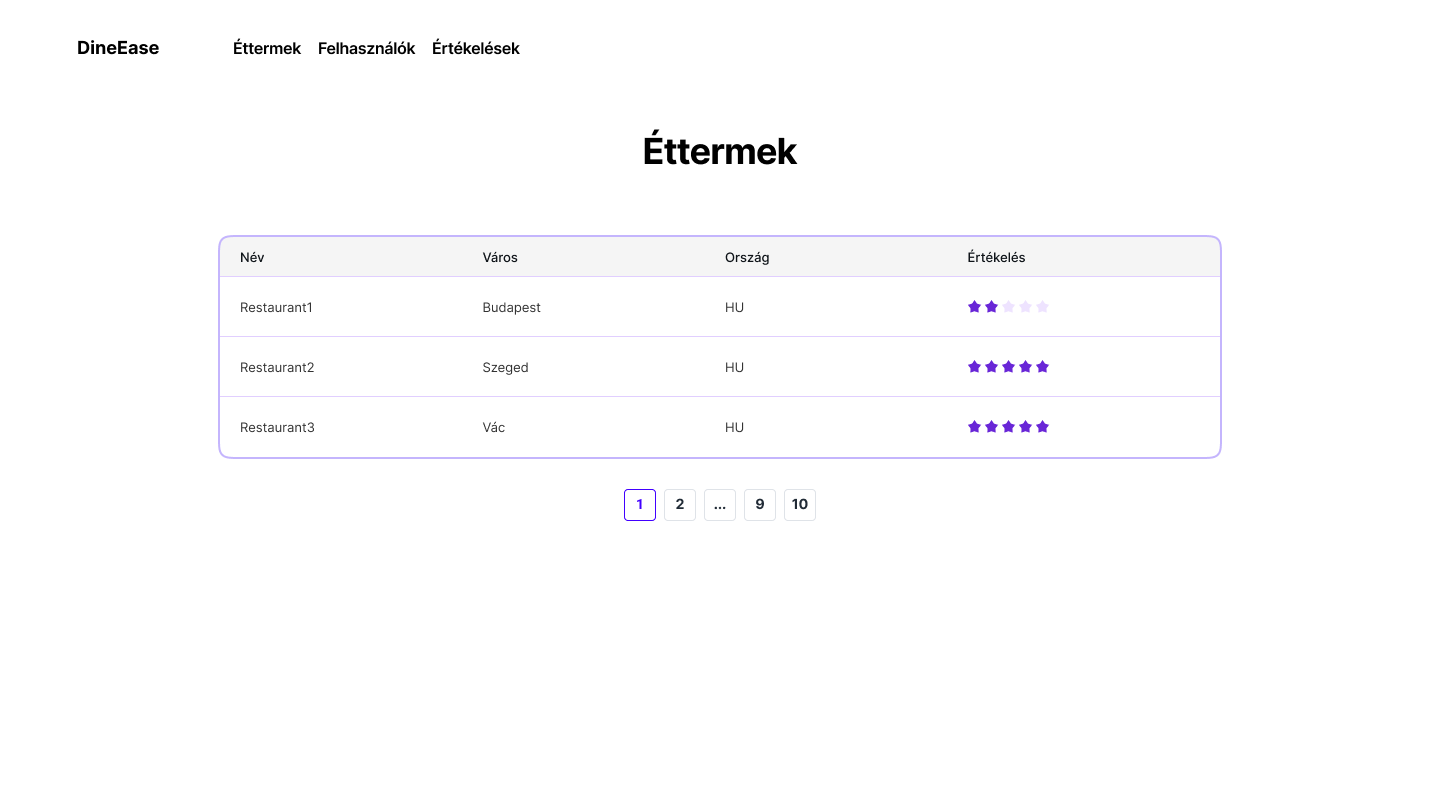 DineEase Éttermek Felhasználók Értékelések
Éttermek
Név Város Ország Értékelés
Restaurant1 Budapest HU
Restaurant2 Szeged HU
Restaurant3 Vác HU
1 2 ... 9 10